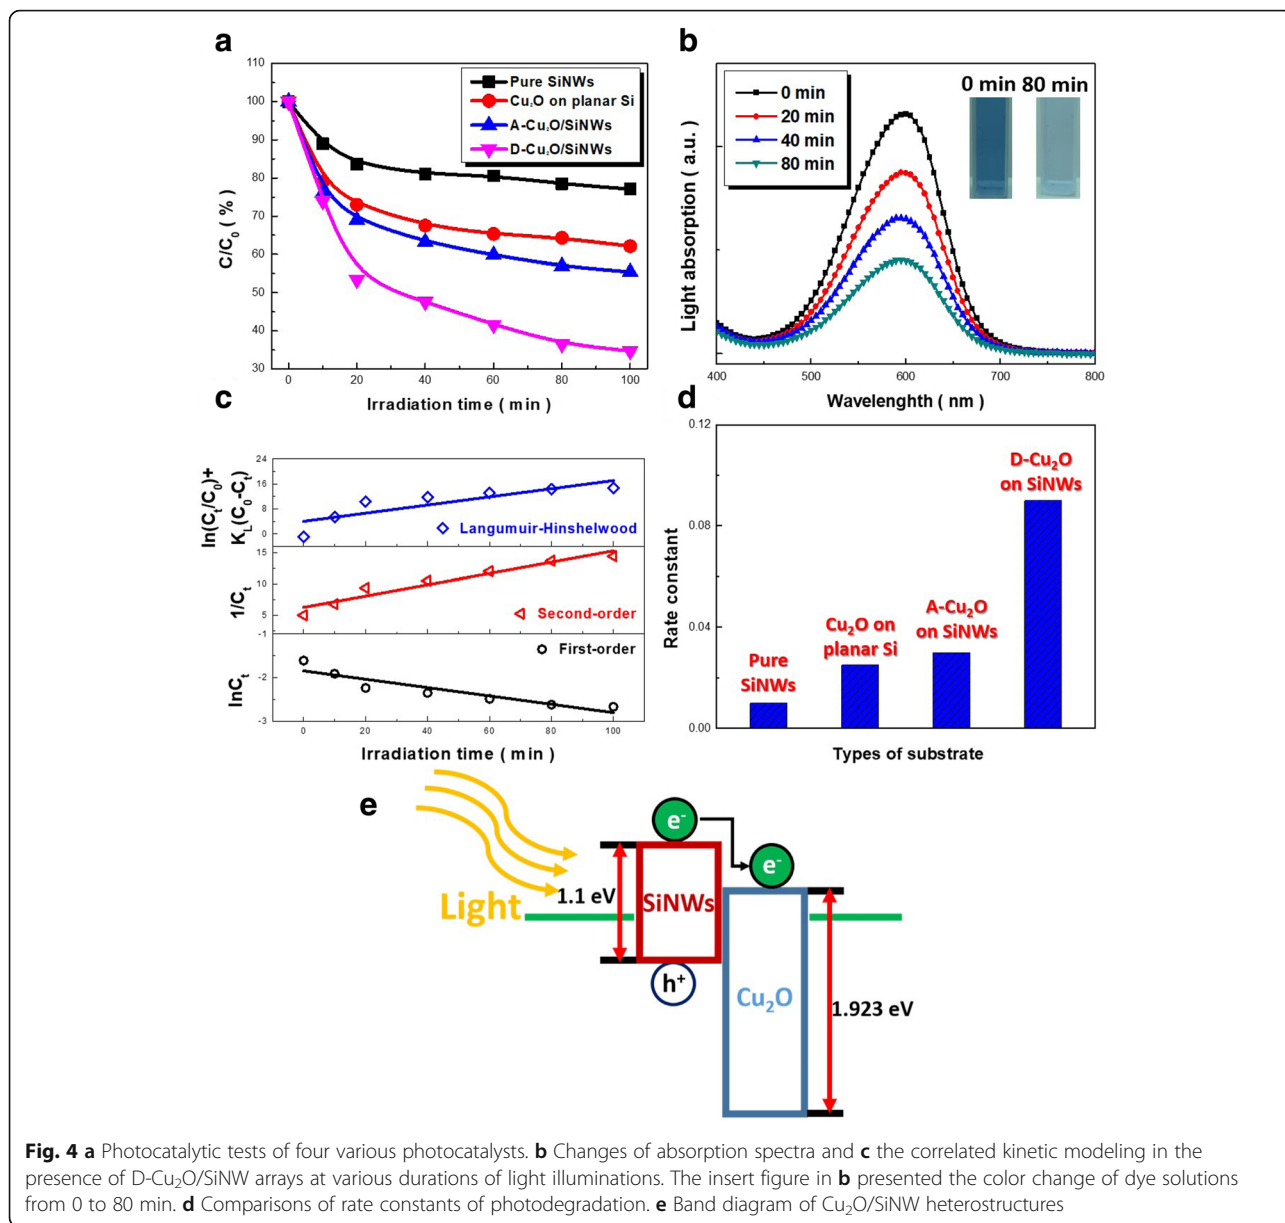 a
110
100
90
80
70
60
50
40
30
C/C₀ ( % )
0 20 40 60 80 100
Irradiation time ( min )
Pure SiNWs
Cu₂O on planar Si
A-Cu₂O/SiNWs
D-Cu₂O/SiNWs
b
Light absorption ( a.u. )
0 min
20 min
40 min
80 min
0 min 80 min
400 500 600 700 800
Wavelenghth ( nm )
c
ln(Cₜ/C₀)+
K_L(C₀-Cₜ)
24
16
8
0
Langumuir-Hinshelwood
1/Cₜ
15
10
5
-1
Second-order
lnCₜ
-2
-3
First-order
0 20 40 60 80 100
Irradiation time ( min )
d
Rate constant
0.12
0.08
0.04
0.00
Pure
SiNWs
Cu₂O on
planar Si
A-Cu₂O
on SiNWs
D-Cu₂O
on SiNWs
Types of substrate
e
Light
e⁻
e⁻
1.1 eV
SiNWs
h⁺
Cu₂O
1.923 eV
Fig. 4 a Photocatalytic tests of four various photocatalysts. b Changes of absorption spectra and c the correlated kinetic modeling in the
presence of D-Cu₂O/SiNW arrays at various durations of light illuminations. The insert figure in b presented the color change of dye solutions
from 0 to 80 min. d Comparisons of rate constants of photodegradation. e Band diagram of Cu₂O/SiNW heterostructures